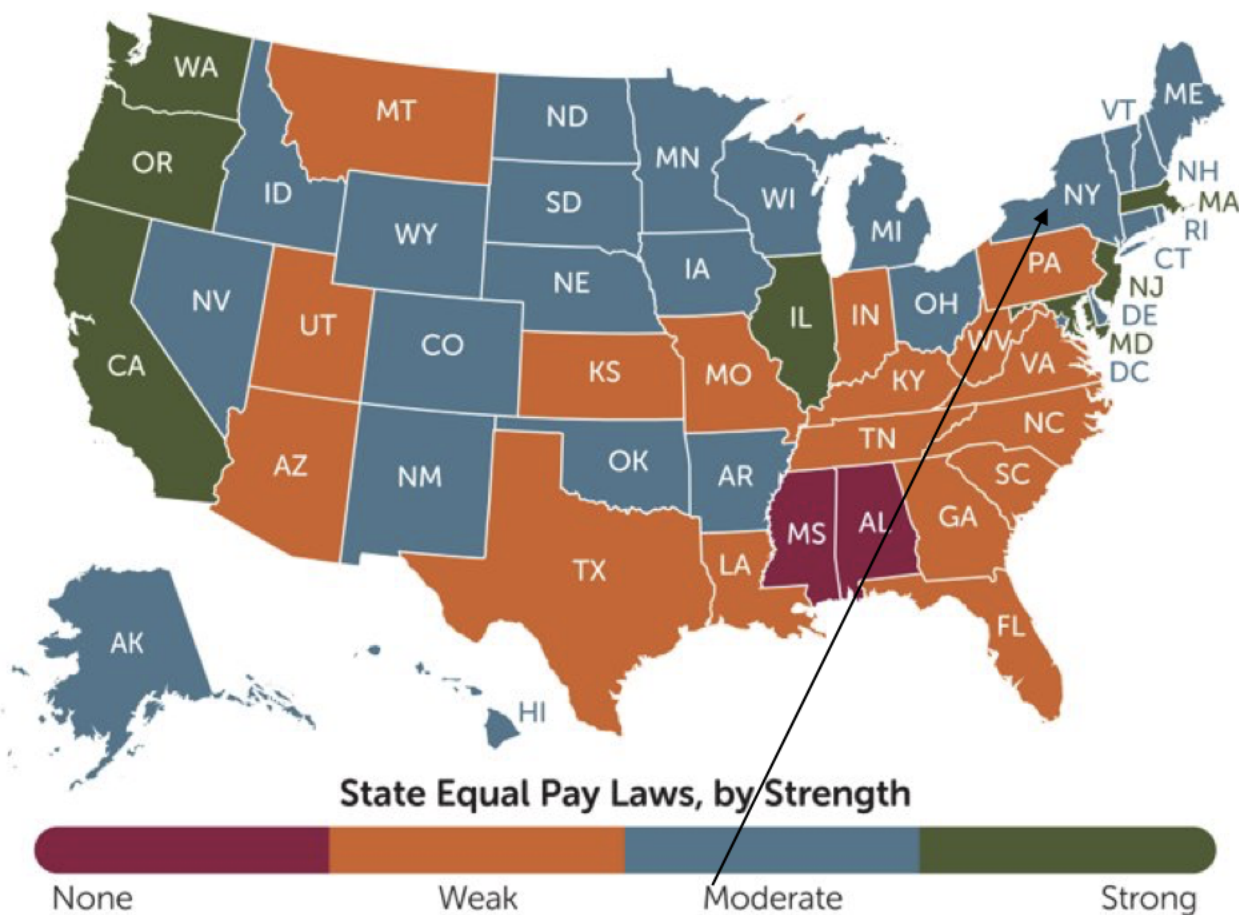 WA
MT
ND
MN
VT
ME
OR
ID
SD
WI
MI
NY
NH
MA
WY
IA
RI
CT
NE
PA
NJ
NV
UT
CO
IL
IN
OH
DE
MD
DC
CA
KS
MO
WV
VA
KY
AZ
NM
OK
AR
TN
NC
SC
MS
AL
GA
TX
LA
FL
AK
HI
State Equal Pay Laws, by Strength
None Weak Moderate Strong